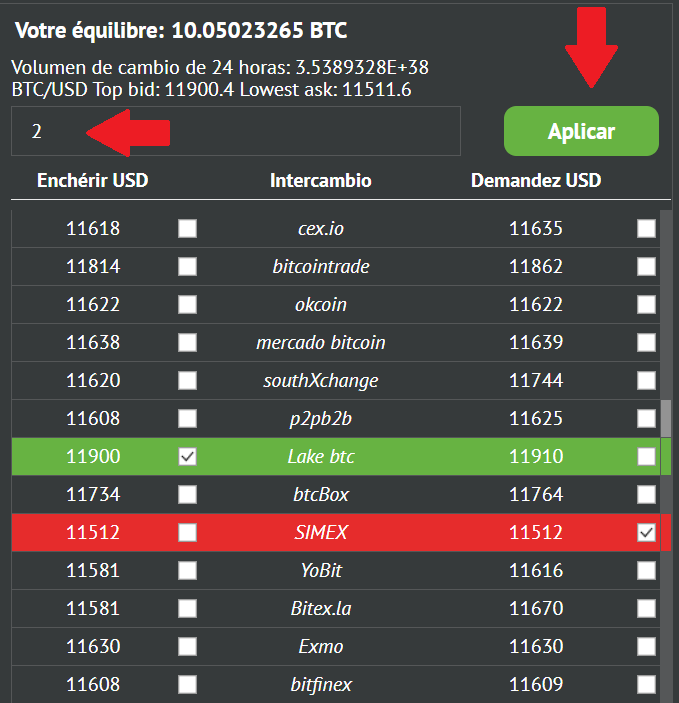 Votre équilibre: 10.05023265 BTC
Volumen de cambio de 24 horas: 3.5389328E+38
BTC/USD Top bid: 11900.4 Lowest ask: 11511.6
2 Aplicar
Enchérir USD Intercambio Demandez USD
11618 cex.io 11635
11814 bitcointrade 11862
11622 okcoin 11622
11638 mercado bitcoin 11639
11620 southXchange 11744
11608 p2pb2b 11625
11900 Lake btc 11910
11734 btcBox 11764
11512 SIMEX 11512
11581 YoBit 11616
11581 Bitex.la 11670
11630 Exmo 11630
11608 bitfinex 11609